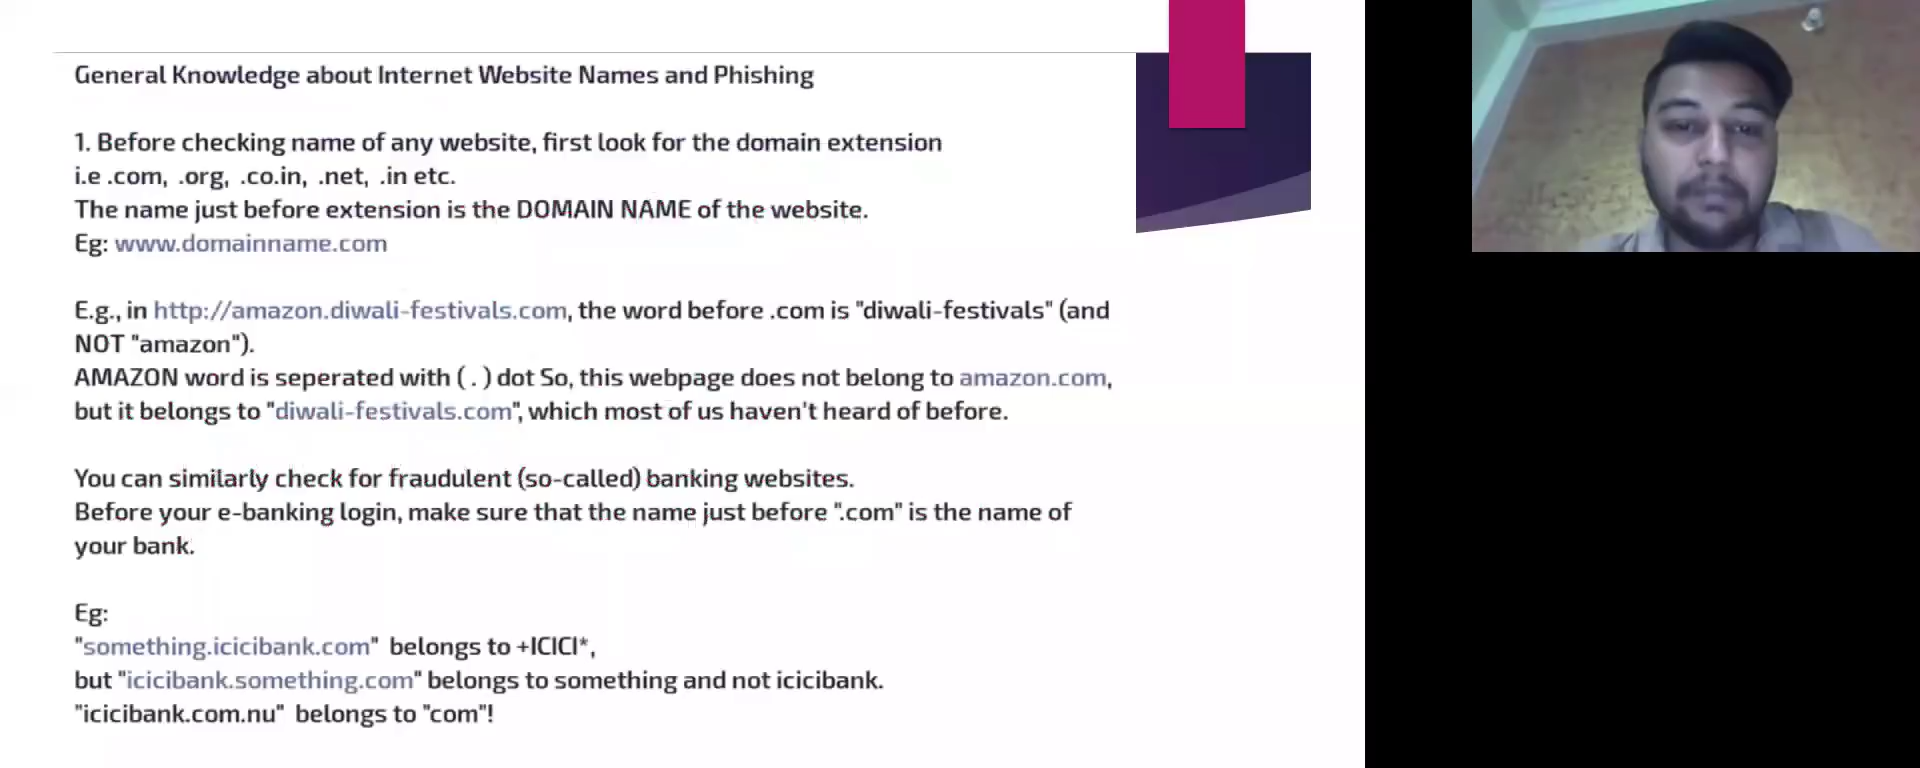 General Knowledge about Internet Website Names and Phishing
1. Before checking name of any website, first look for the domain extension
i.e .com, .org, .co.in, .net, .in etc.
The name just before extension is the DOMAIN NAME of the website.
Eg: www.domainname.com
E.g., in http://amazon.diwali-festivals.com, the word before .com is "diwali-festivals" (and
NOT "amazon").
AMAZON word is seperated with ( . ) dot So, this webpage does not belong to amazon.com,
but it belongs to "diwali-festivals.com", which most of us haven't heard of before.
You can similarly check for fraudulent (so-called) banking websites.
Before your e-banking login, make sure that the name just before ".com" is the name of
your bank.
Eg:
"something.icicibank.com" belongs to +ICICI*,
but "icicibank.something.com" belongs to something and not icicibank.
"icicibank.com.nu" belongs to "com"!